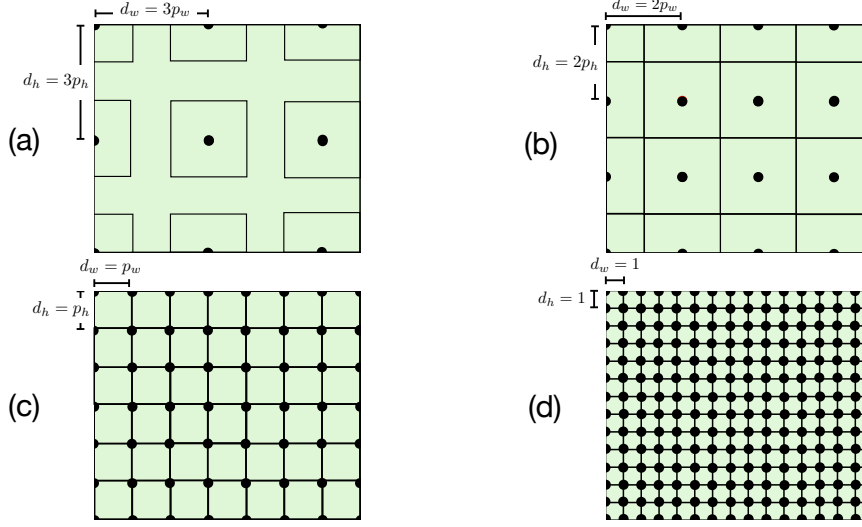 d_w = 3p_w
d_h = 3p_h
(a)
d_w = 2p_w
d_h = 2p_h
(b)
d_w = p_w
d_h = p_h
(c)
d_w = 1
d_h = 1
(d)